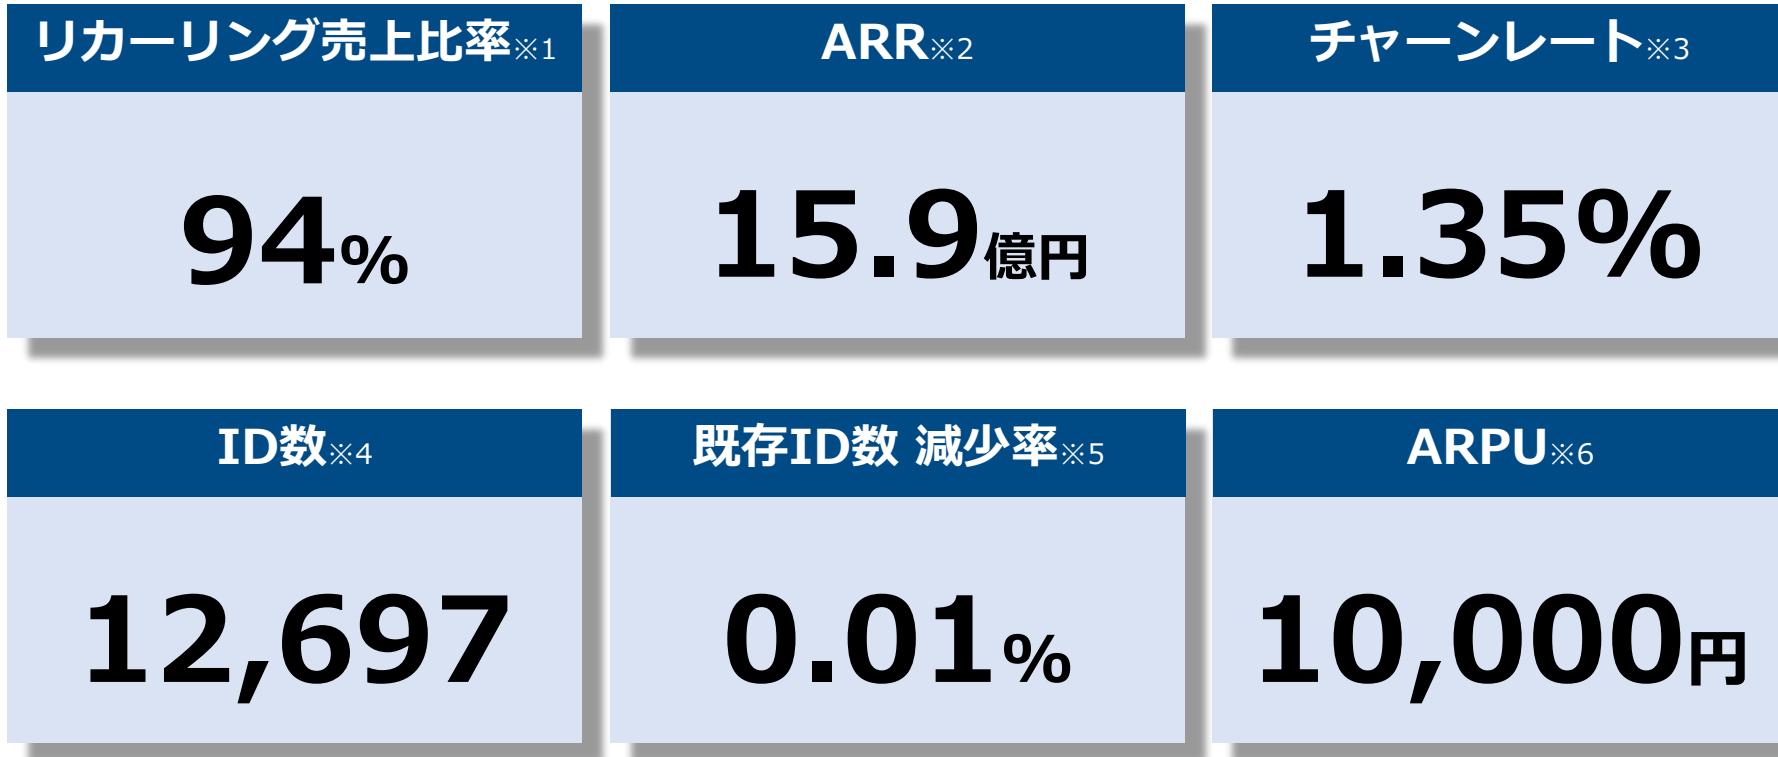 リカーリング売上比率※1
ARR※2
チャーンレート※3
94%
15.9億円
1.35%
ID数※4
既存ID数 減少率※5
ARPU※6
12,697
0.01%
10,000円